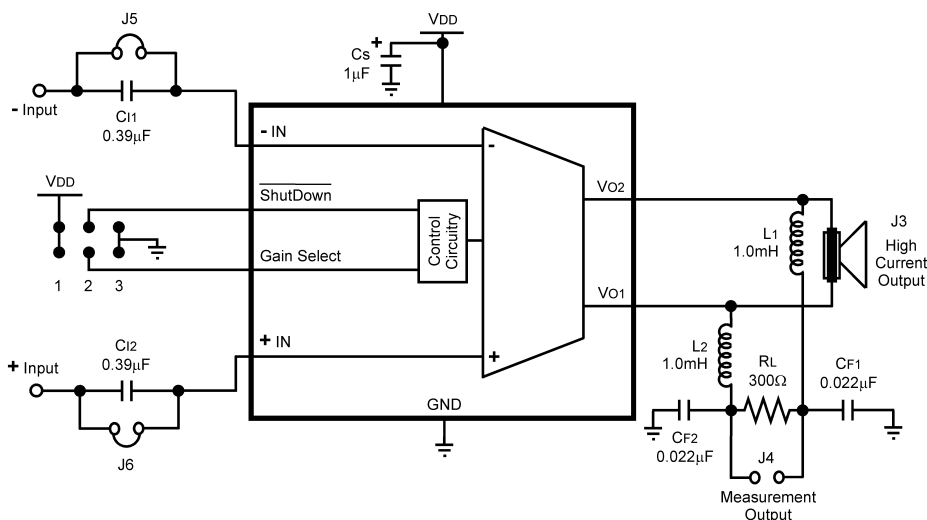 J5
- Input
CI1
0.39µF
VDD
+
Cs
1µF
- IN
-
VDD
ShutDown
Gain Select
1 2 3
Control
Circuitry
+ IN
+
GND
+ Input
CI2
0.39µF
J6
VO2
VO1
L1
1.0mH
J3
High
Current
Output
L2
1.0mH
RL
300Ω
CF1
0.022µF
CF2
0.022µF
J4
Measurement
Output